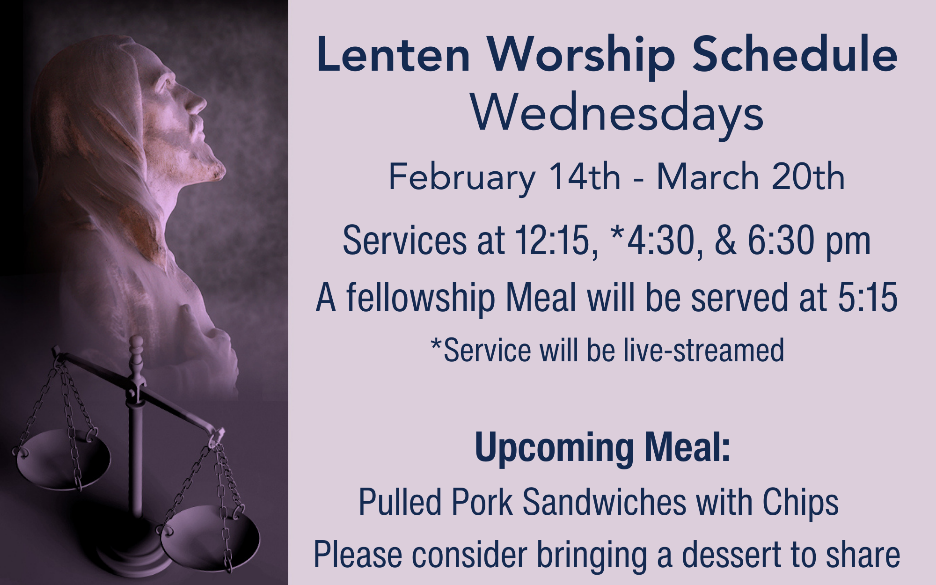 Lenten Worship Schedule
Wednesdays
February 14th - March 20th
Services at 12:15, *4:30, & 6:30 pm
A fellowship Meal will be served at 5:15
*Service will be live-streamed
Upcoming Meal:
Pulled Pork Sandwiches with Chips
Please consider bringing a dessert to share